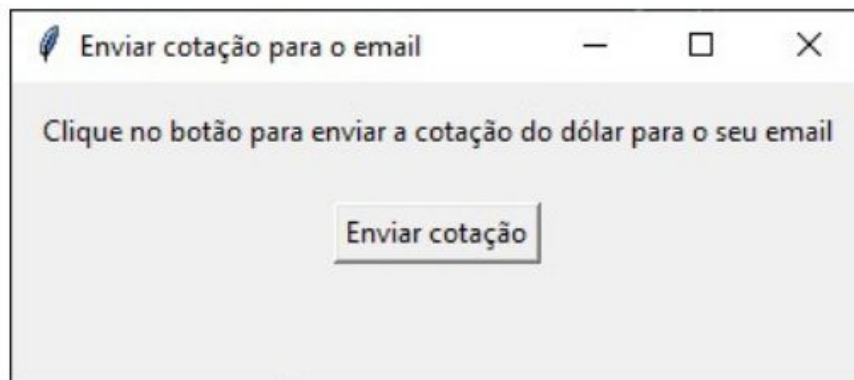 Enviar cotação para o email
Clique no botão para enviar a cotação do dólar para o seu email
Enviar cotação